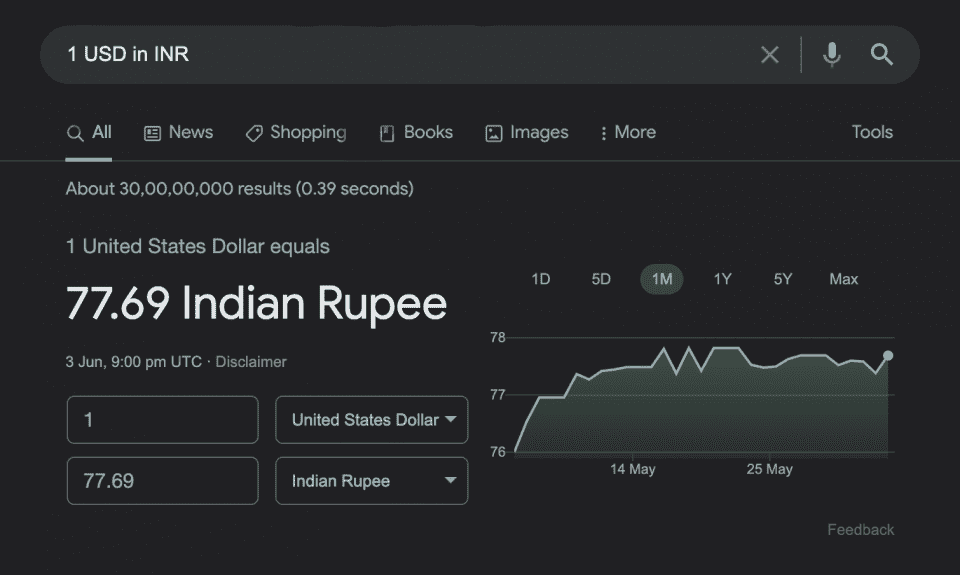 1 USD in INR
All News Shopping Books Images More Tools
About 30,00,00,000 results (0.39 seconds)
1 United States Dollar equals
77.69 Indian Rupee
3 Jun, 9:00 pm UTC · Disclaimer
1 United States Dollar
77.69 Indian Rupee
1D 5D 1M 1Y 5Y Max
78
77
76
14 May 25 May
Feedback